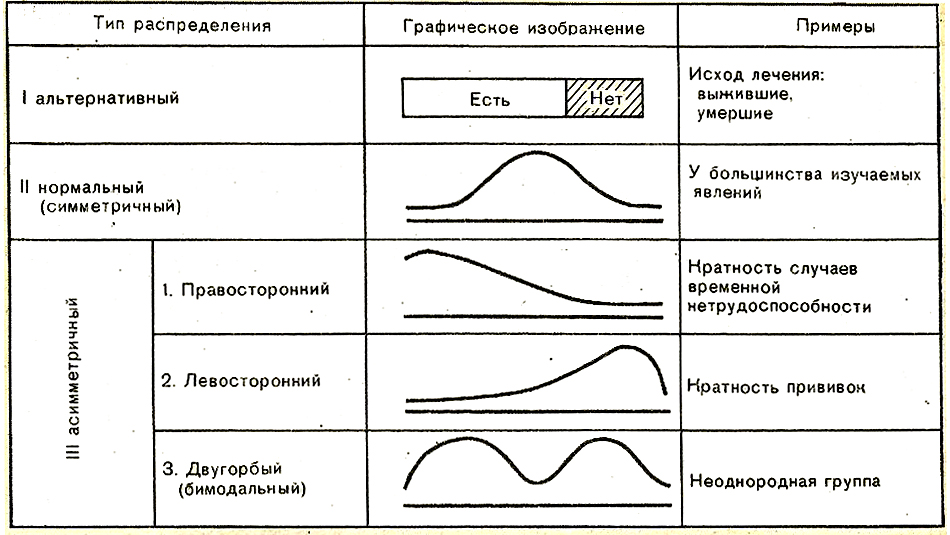 Тип распределения
Графическое изображение
Примеры
I альтернативный
Есть
Нет
Исход лечения:
выжившие,
умершие
II нормальный
(симметричный)
У большинства изучаемых
явлений
III асимметричный
1. Правосторонний
Кратность случаев
временной
нетрудоспособности
2. Левосторонний
Кратность прививок
3. Двугорбый
(бимодальный)
Неоднородная группа